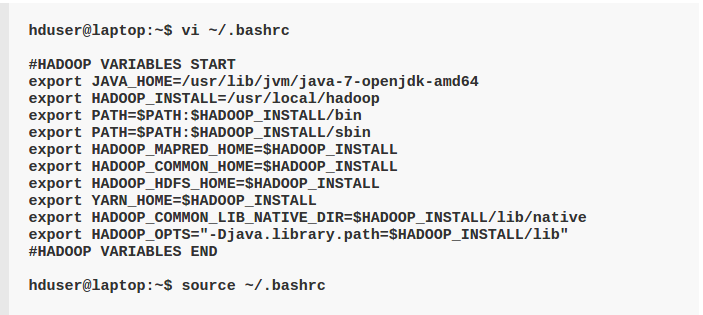 hduser@laptop:~$ vi ~/.bashrc
#HADOOP VARIABLES START
export JAVA_HOME=/usr/lib/jvm/java-7-openjdk-amd64
export HADOOP_INSTALL=/usr/local/hadoop
export PATH=$PATH:$HADOOP_INSTALL/bin
export PATH=$PATH:$HADOOP_INSTALL/sbin
export HADOOP_MAPRED_HOME=$HADOOP_INSTALL
export HADOOP_COMMON_HOME=$HADOOP_INSTALL
export HADOOP_HDFS_HOME=$HADOOP_INSTALL
export YARN_HOME=$HADOOP_INSTALL
export HADOOP_COMMON_LIB_NATIVE_DIR=$HADOOP_INSTALL/lib/native
export HADOOP_OPTS="-Djava.library.path=$HADOOP_INSTALL/lib"
#HADOOP VARIABLES END
hduser@laptop:~$ source ~/.bashrc